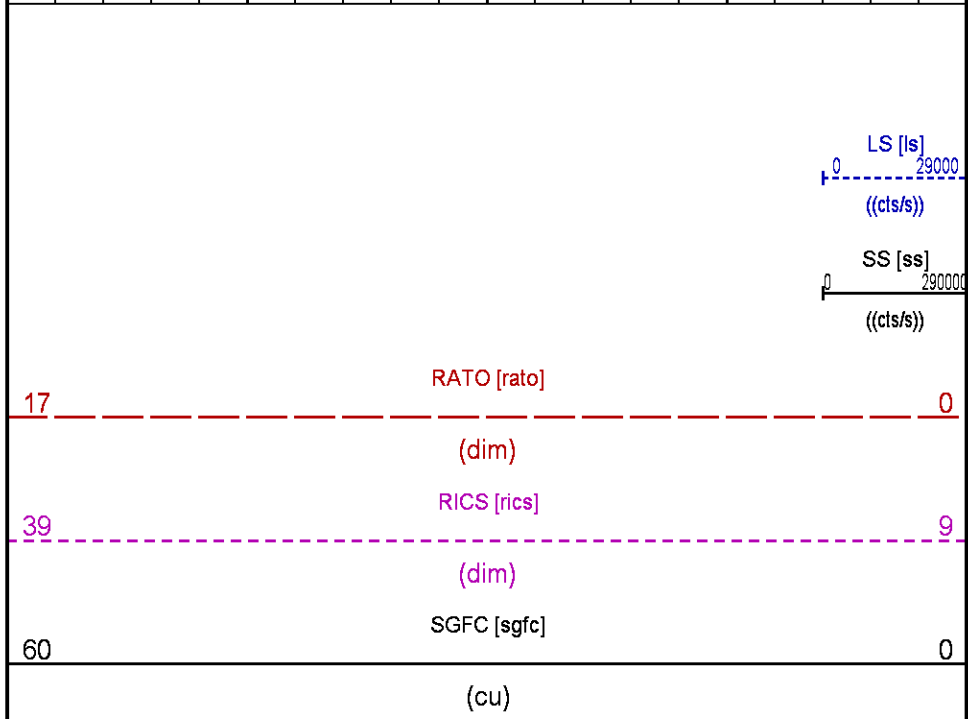 LS [ls]
0 29000
((cts/s))
SS [ss]
0 290000
((cts/s))
RATO [rato]
17 0
(dim)
RICS [rics]
39 9
(dim)
SGFC [sgfc]
60 0
(cu)